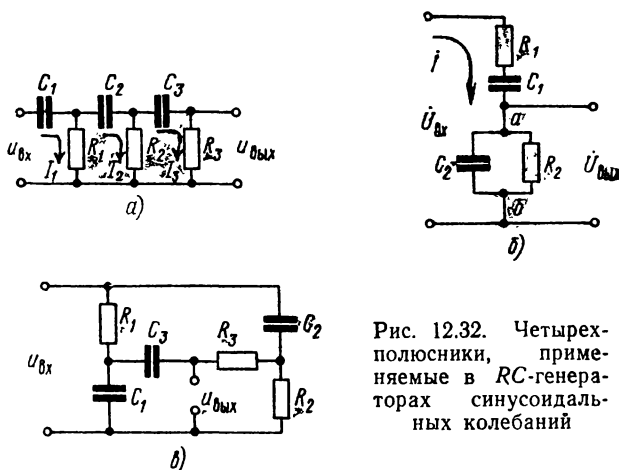 C₁ C₂ C₃
uвх R₁ R₂ R₃ uвых
I₁ I₂ I₃
а)
R₁
İ
C₁
U̇вх
а
C₂ R₂ U̇вых
б
б)
R₁
C₃ R₃ C₂
uвх
C₁ uвых R₂
в)
Рис. 12.32. Четырех-
полюсники, приме-
няемые в RC-генера-
торах синусоидаль-
ных колебаний